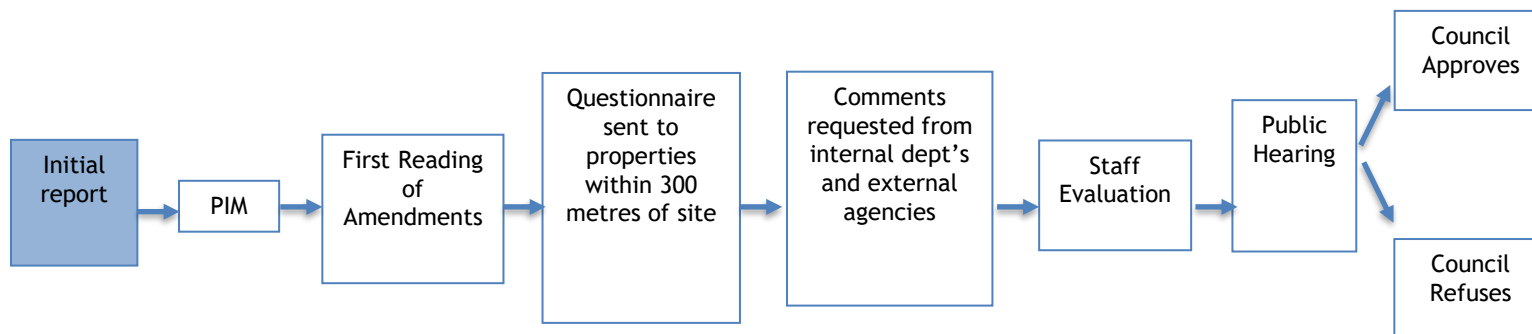 Initial
report
PIM
First Reading
of
Amendments
Questionnaire
sent to
properties
within 300
metres of site
Comments
requested from
internal dept’s
and external
agencies
Staff
Evaluation
Public
Hearing
Council
Approves
Council
Refuses